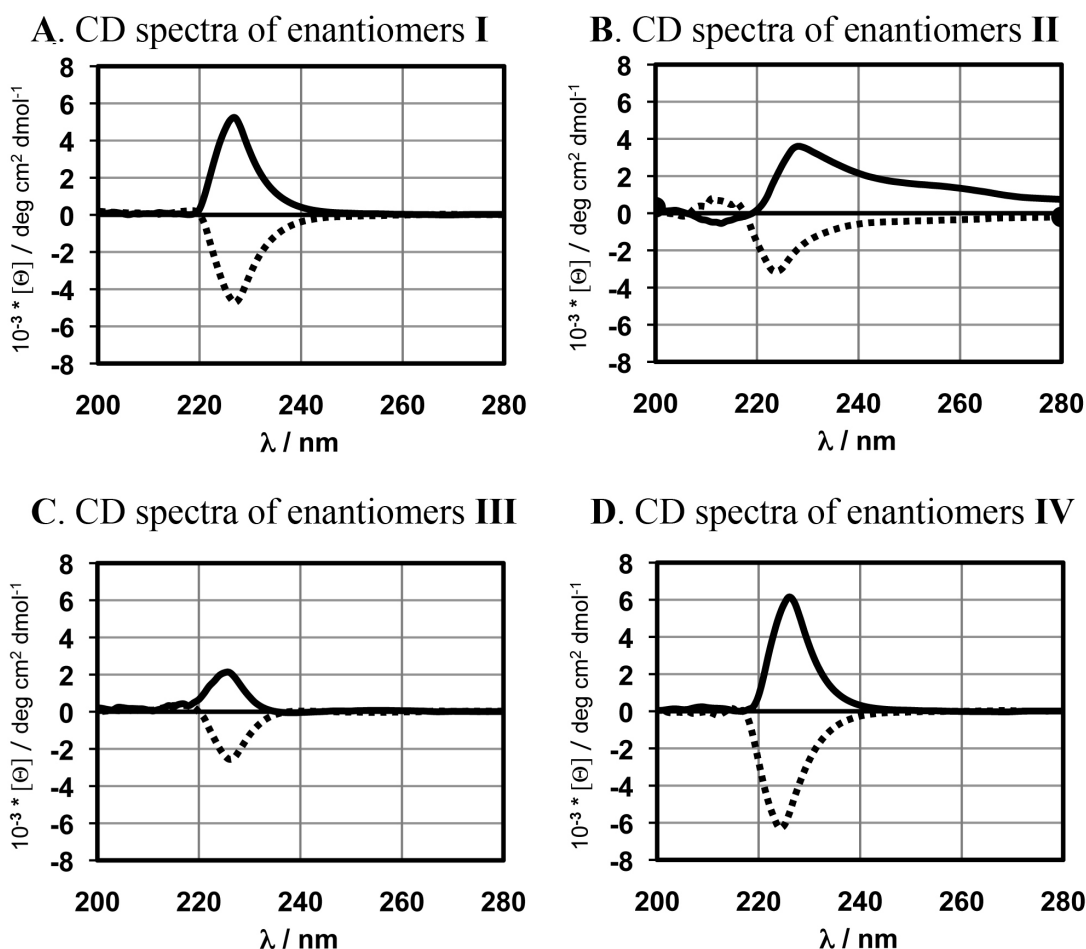 A. CD spectra of enantiomers I
8
6
4
2
0
-2
-4
-6
-8
10⁻³ * [Θ] / deg cm² dmol⁻¹
200 220 240 260 280
λ / nm
B. CD spectra of enantiomers II
8
6
4
2
0
-2
-4
-6
-8
10⁻³ * [Θ] / deg cm² dmol⁻¹
200 220 240 260 280
λ / nm
C. CD spectra of enantiomers III
8
6
4
2
0
-2
-4
-6
-8
10⁻³ * [Θ] / deg cm² dmol⁻¹
200 220 240 260 280
λ / nm
D. CD spectra of enantiomers IV
8
6
4
2
0
-2
-4
-6
-8
10⁻³ * [Θ] / deg cm² dmol⁻¹
200 220 240 260 280
λ / nm